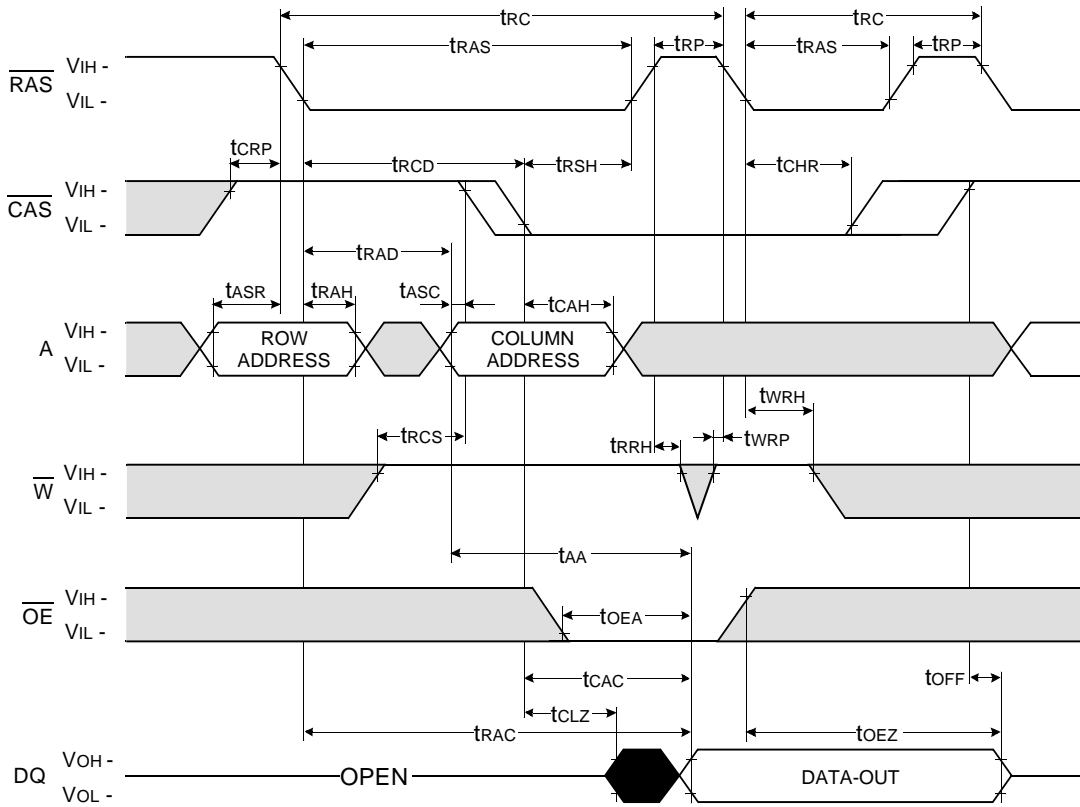 tRC tRC
tRAS tRP tRAS tRP
RAS VIH -
VIL -
tCRP tRCD tRSH tCHR
CAS VIH -
VIL -
tRAD
tASR tRAH tASC tCAH
A VIH -
VIL -
ROW ADDRESS
COLUMN ADDRESS
tWRH
tRCS tRRH tWRP
W VIH -
VIL -
tAA
OE VIH -
VIL -
tOEA
tCAC tOFF
tCLZ
tRAC tOEZ
DQ VOH -
VOL -
OPEN DATA-OUT